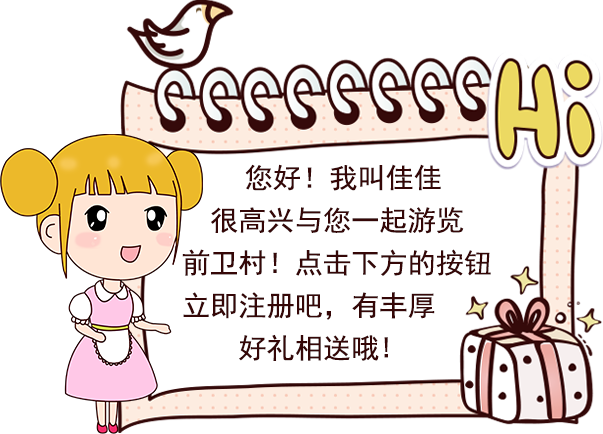 Hi
您好！我叫佳佳
很高兴与您一起游览
前卫村！点击下方的按钮
立即注册吧，有丰厚
好礼相送哦！